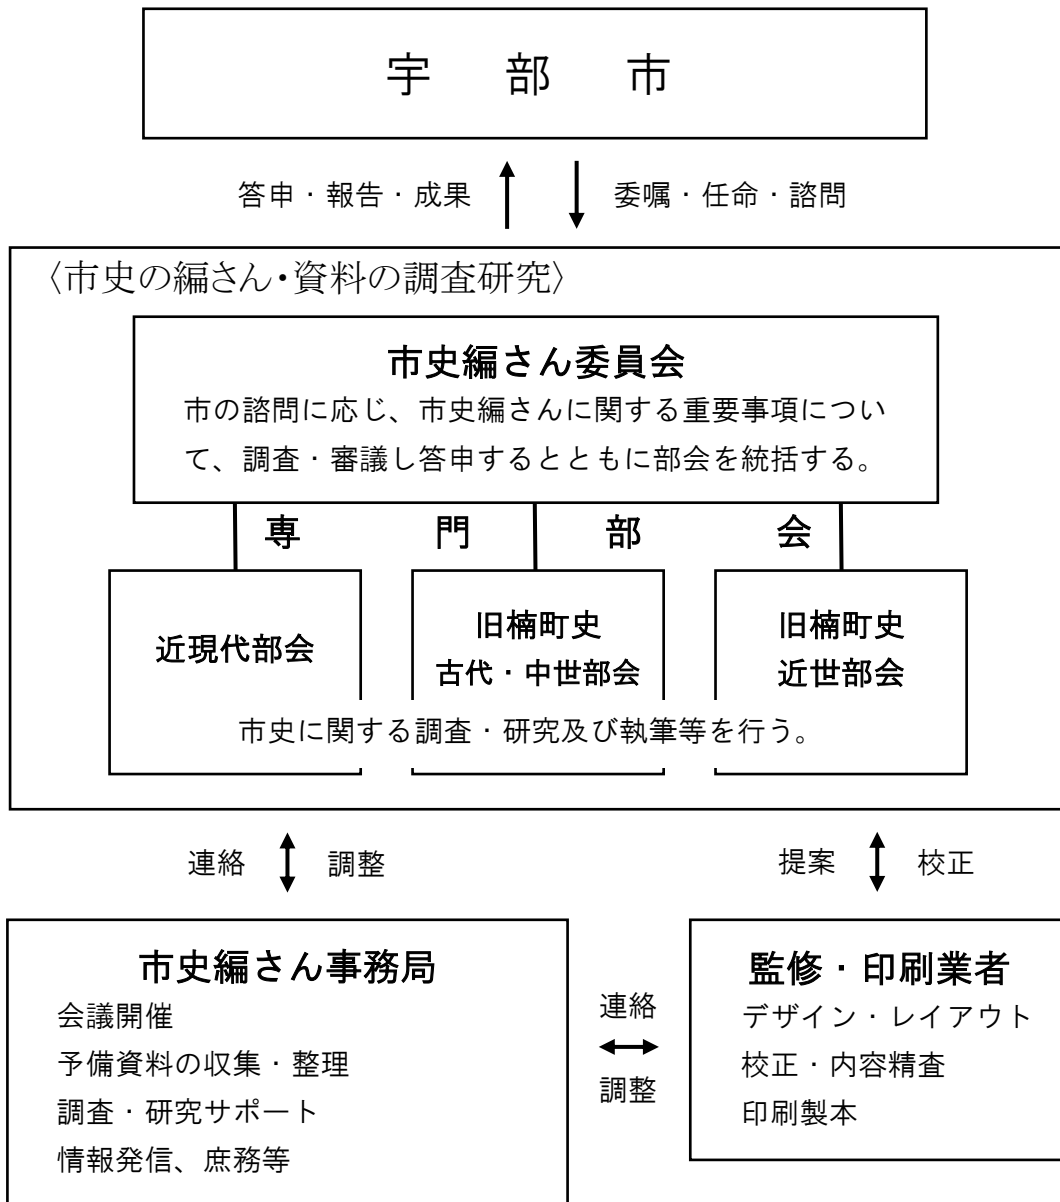 宇部市
答申・報告・成果
委嘱・任命・諮問
〈市史の編さん・資料の調査研究〉
市史編さん委員会
市の諮問に応じ、市史編さんに関する重要事項につい
て、調査・審議し答申するとともに部会を統括する。
専門部会
近現代部会
旧楠町史
古代・中世部会
旧楠町史
近世部会
市史に関する調査・研究及び執筆等を行う。
連絡
調整
提案
校正
市史編さん事務局
会議開催
予備資料の収集・整理
調査・研究サポート
情報発信、庶務等
連絡
調整
監修・印刷業者
デザイン・レイアウト
校正・内容精査
印刷製本